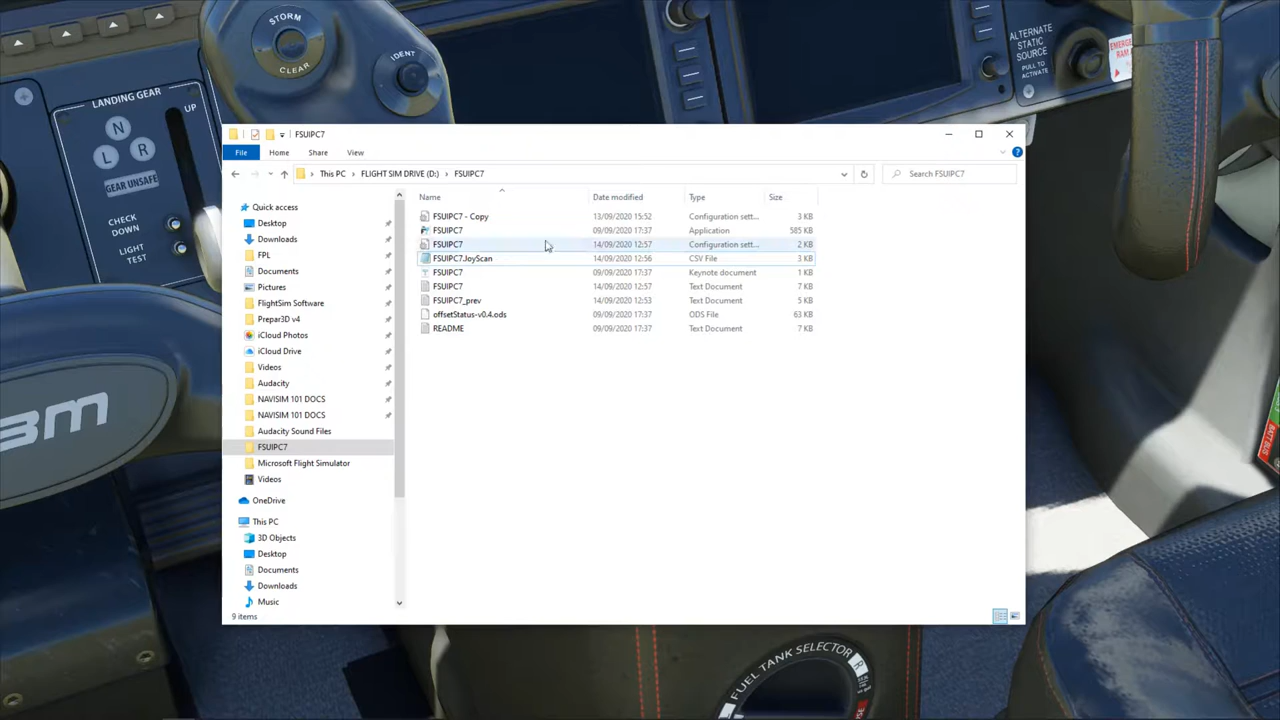 STORM
CLEAR
IDENT
LANDING GEAR
UP
N
L
R
GEAR UNSAFE
CHECK
DOWN
LIGHT
TEST
ALTERNATE
STATIC
SOURCE
PULL TO
ACTIVATE
3M
FSUIPC7
File
Home
Share
View
This PC > FLIGHT SIM DRIVE (D:) > FSUIPC7
Search FSUIPC7
Quick access
Desktop
Downloads
FPL
Documents
Pictures
FlightSim Software
Prepar3D v4
iCloud Photos
iCloud Drive
Videos
Audacity
NAVISIM 101 DOCS
NAVISIM 101 DOCS
Audacity Sound Files
FSUIPC7
Microsoft Flight Simulator
Videos
OneDrive
This PC
3D Objects
Desktop
Documents
Downloads
Music
Name Date modified Type Size
FSUIPC7 - Copy 13/09/2020 15:52 Configuration sett... 3 KB
FSUIPC7 09/09/2020 17:37 Application 585 KB
FSUIPC7 14/09/2020 12:57 Configuration sett... 2 KB
FSUIPC7.JoyScan 14/09/2020 12:56 CSV File 3 KB
FSUIPC7 09/09/2020 17:37 Keynote document 1 KB
FSUIPC7 14/09/2020 12:57 Text Document 7 KB
FSUIPC7_prev 14/09/2020 12:53 Text Document 5 KB
offsetStatus-v0.4.ods 09/09/2020 17:37 ODS File 63 KB
README 09/09/2020 17:37 Text Document 7 KB
9 items
FUEL TANK SELECTOR
R
BATT BUS